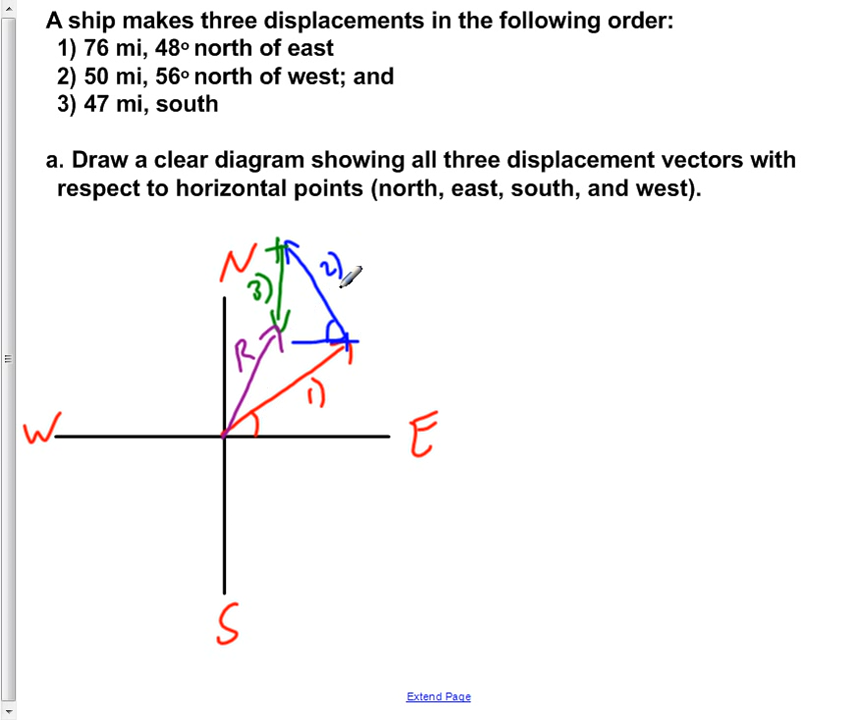 A ship makes three displacements in the following order:
1) 76 mi, 48º north of east
2) 50 mi, 56º north of west; and
3) 47 mi, south
a. Draw a clear diagram showing all three displacement vectors with
respect to horizontal points (north, east, south, and west).
N
2)
3)
R
1)
W
E
S
Extend Page